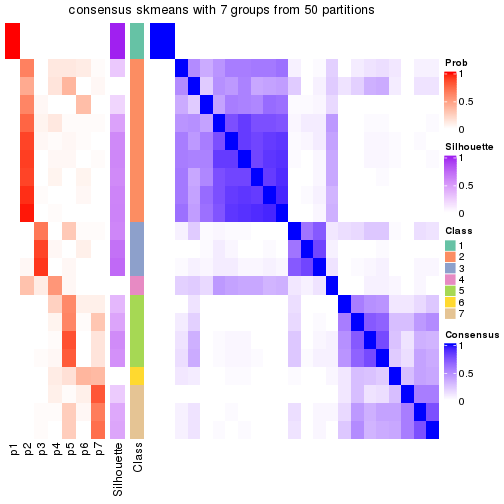 consensus skmeans with 7 groups from 50 partitions
Prob
1
0.5
0
Silhouette
1
0.5
0
Class
1
2
3
4
5
6
7
Consensus
1
0.5
0
p1
p2
p3
p4
p5
p6
p7
Silhouette
Class